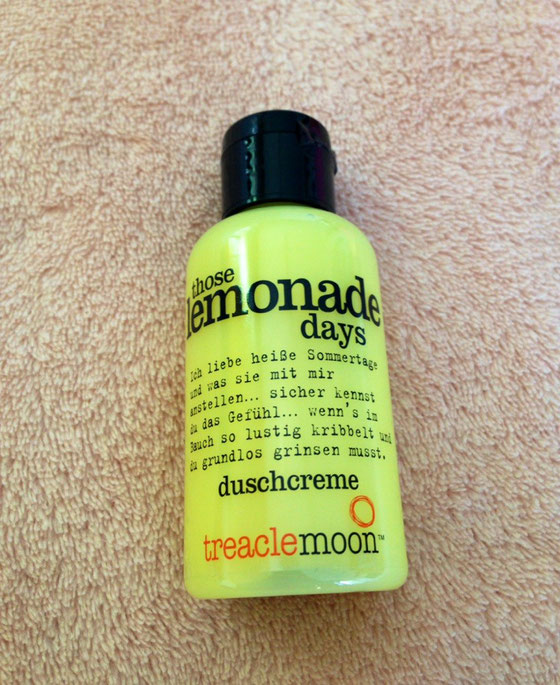 those
lemonade
days
Ich liebe heiße Sommertage
und was sie mit mir
anstellen... sicher kennst
du das Gefühl... wenn's im
Bauch so lustig kribbelt und
du grundlos grinsen musst.
duschcreme
treaclemoon™